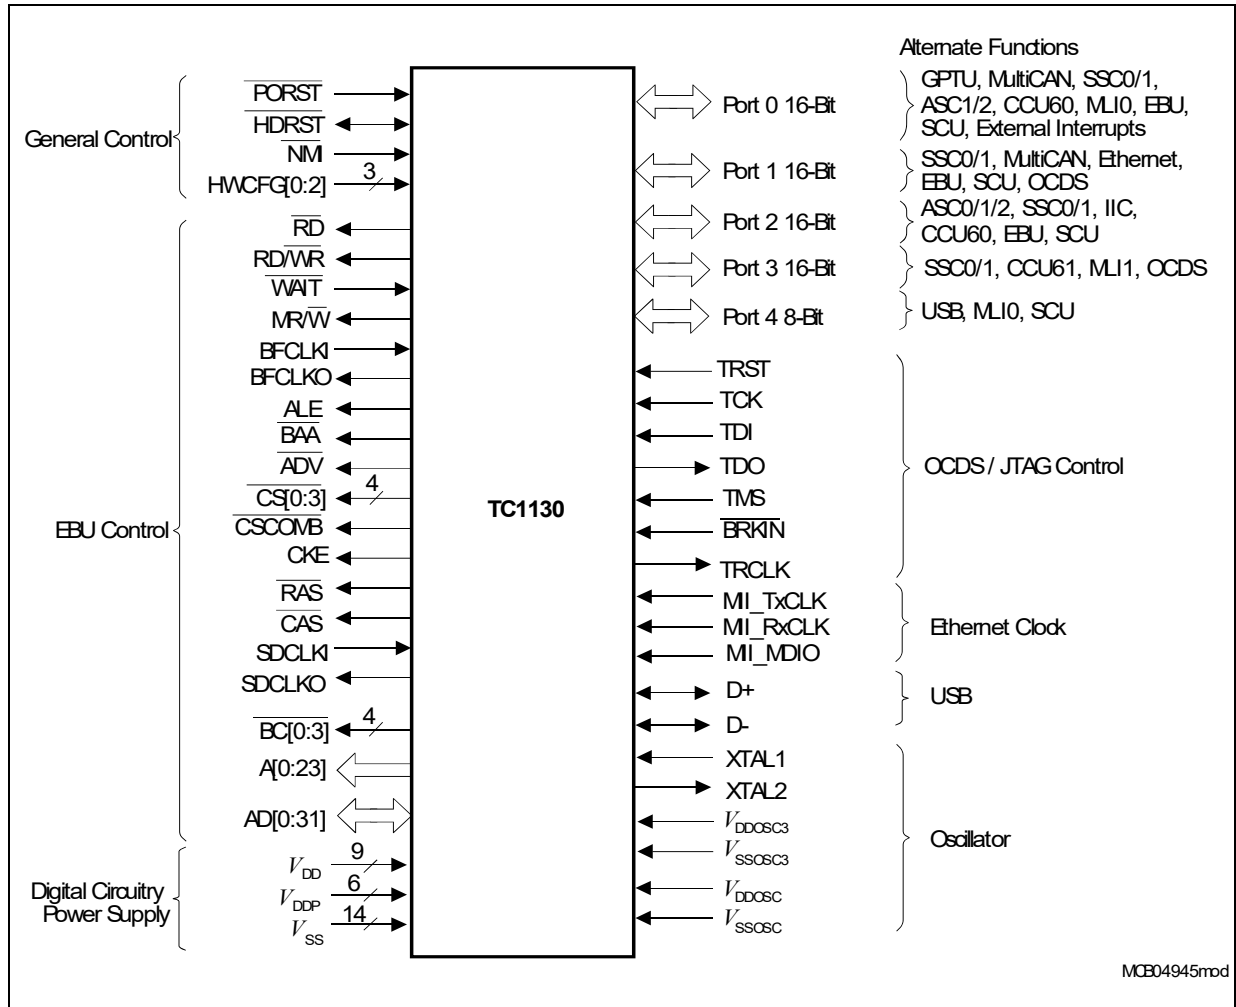 General Control
PORST
HDRST
NMI
HWCFG[0:2]
3
EBU Control
RD
RD/WR
WAIT
MR/W
BFCLKI
BFCLKO
ALE
BAA
ADV
CS[0:3]
4
CSCOMB
CKE
RAS
CAS
SDCLKI
SDCLKO
BC[0:3]
4
A[0:23]
AD[0:31]
Digital Circuitry
Power Supply
VDD
9
VDDP
6
VSS
14
TC1130
Alternate Functions
Port 0 16-Bit
GPTU, MultiCAN, SSC0/1,
ASC1/2, CCU60, MLI0, EBU,
SCU, External Interrupts
Port 1 16-Bit
SSC0/1, MultiCAN, Ethernet,
EBU, SCU, OCDS
Port 2 16-Bit
ASC0/1/2, SSC0/1, IIC,
CCU60, EBU, SCU
Port 3 16-Bit
SSC0/1, CCU61, MLI1, OCDS
Port 4 8-Bit
USB, MLI0, SCU
TRST
TCK
TDI
TDO
TMS
BRKIN
TRCLK
OCDS / JTAG Control
MII_TxCLK
MII_RxCLK
MII_MDIO
Ethernet Clock
D+
D-
USB
XTAL1
XTAL2
VDDOSC3
VSSOSC3
VDDOSC
VSSOSC
Oscillator
MCB04945mod